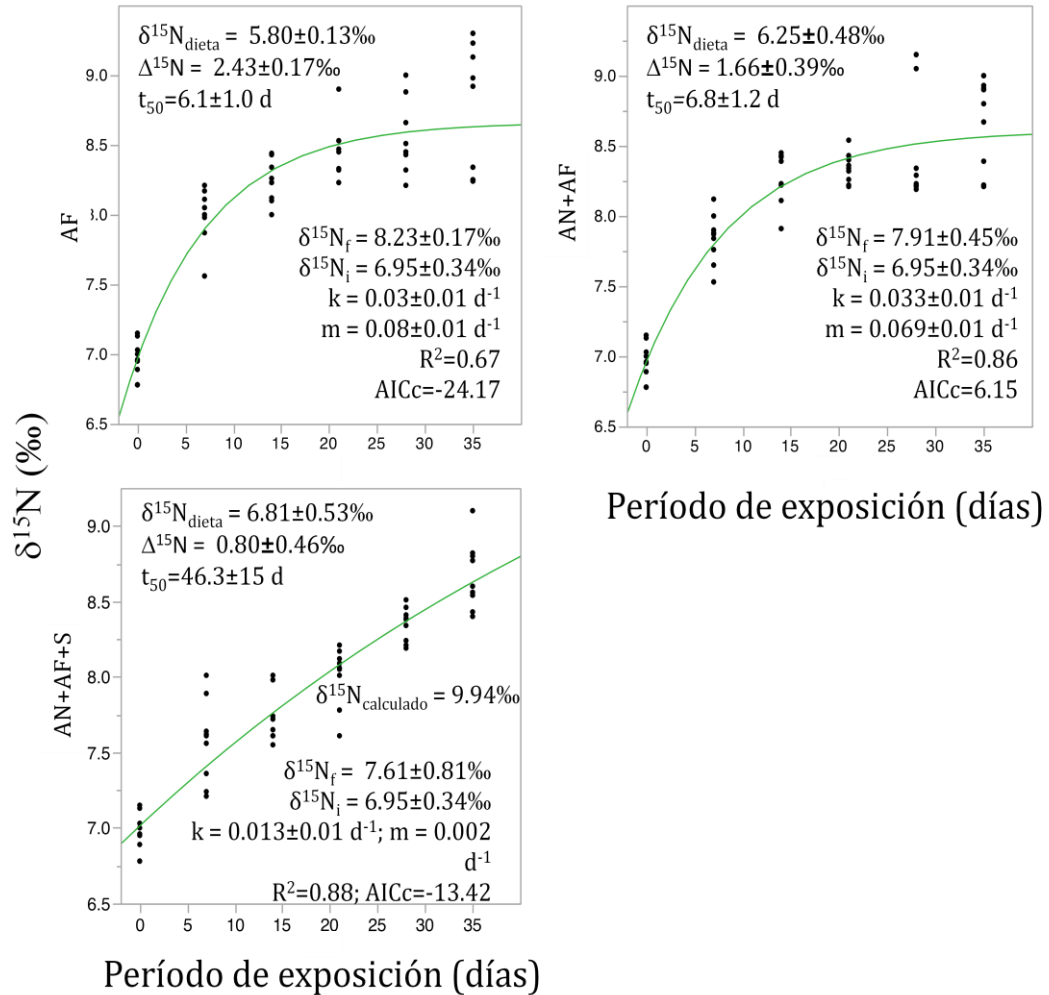 δ¹⁵N_dieta = 5.80±0.13‰
Δ¹⁵N = 2.43±0.17‰
t₅₀=6.1±1.0 d
9.0
8.5
8.0
7.5
7.0
6.5
AF
δ¹⁵N_f = 8.23±0.17‰
δ¹⁵N_i = 6.95±0.34‰
k = 0.03±0.01 d⁻¹
m = 0.08±0.01 d⁻¹
R²=0.67
AICc=-24.17
0 5 10 15 20 25 30 35
δ¹⁵N_dieta = 6.25±0.48‰
Δ¹⁵N = 1.66±0.39‰
t₅₀=6.8±1.2 d
9.0
8.5
8.0
7.5
7.0
6.5
AN+AF
δ¹⁵N_f = 7.91±0.45‰
δ¹⁵N_i = 6.95±0.34‰
k = 0.033±0.01 d⁻¹
m = 0.069±0.01 d⁻¹
R²=0.86
AICc=6.15
0 5 10 15 20 25 30 35
Período de exposición (días)
δ¹⁵N (‰)
δ¹⁵N_dieta = 6.81±0.53‰
Δ¹⁵N = 0.80±0.46‰
t₅₀=46.3±15 d
9.0
8.5
8.0
7.5
7.0
6.5
AN+AF+S
δ¹⁵N_calculado = 9.94‰
δ¹⁵N_f = 7.61±0.81‰
δ¹⁵N_i = 6.95±0.34‰
k = 0.013±0.01 d⁻¹; m = 0.002
d⁻¹
R²=0.88; AICc=-13.42
0 5 10 15 20 25 30 35
Período de exposición (días)